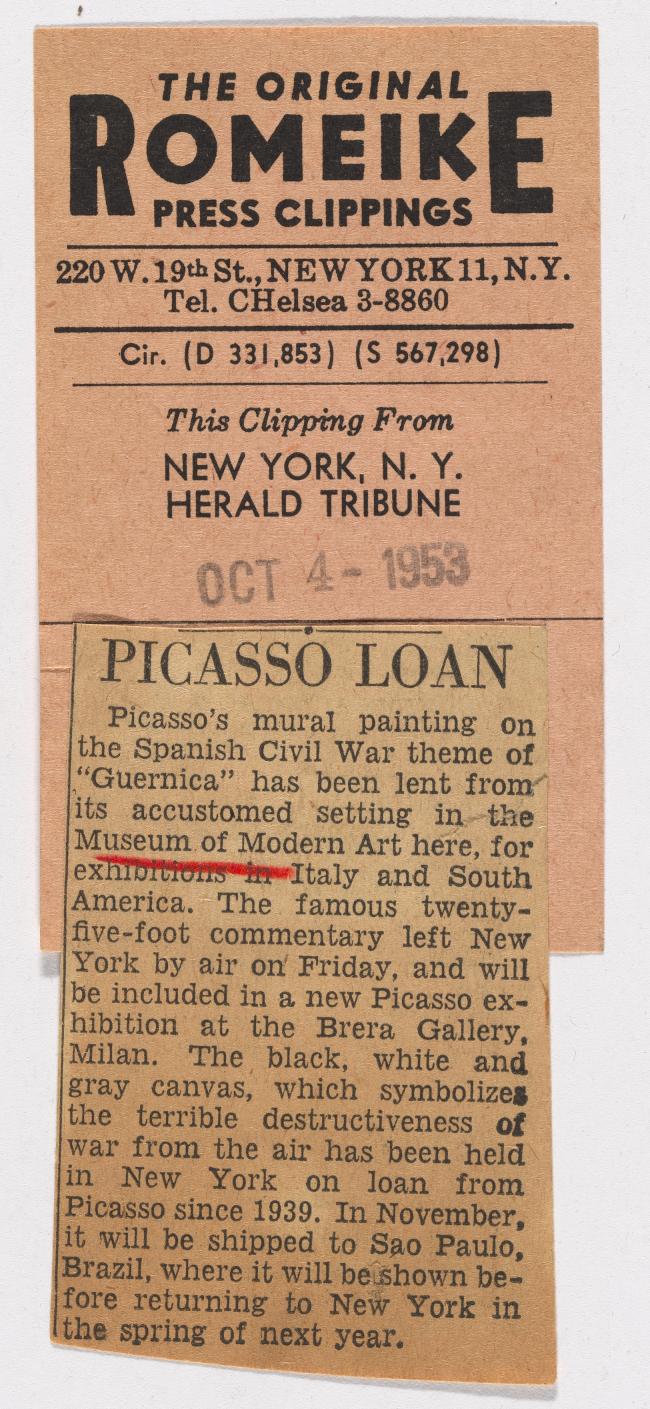 THE ORIGINAL
ROMEIKE
PRESS CLIPPINGS
220 W. 19th St., NEW YORK 11, N.Y.
Tel. CHelsea 3-8860
Cir. (D 331,853) (S 567,298)
This Clipping From
NEW YORK, N. Y.
HERALD TRIBUNE
OCT 4 - 1953
PICASSO LOAN
Picasso's mural painting on
the Spanish Civil War theme of
"Guernica" has been lent from
its accustomed setting in the
Museum of Modern Art here, for
exhibitions in Italy and South
America. The famous twenty-
five-foot commentary left New
York by air on Friday, and will
be included in a new Picasso ex-
hibition at the Brera Gallery,
Milan. The black, white and
gray canvas, which symbolizes
the terrible destructiveness of
war from the air has been held
in New York on loan from
Picasso since 1939. In November,
it will be shipped to Sao Paulo,
Brazil, where it will be shown be-
fore returning to New York in
the spring of next year.